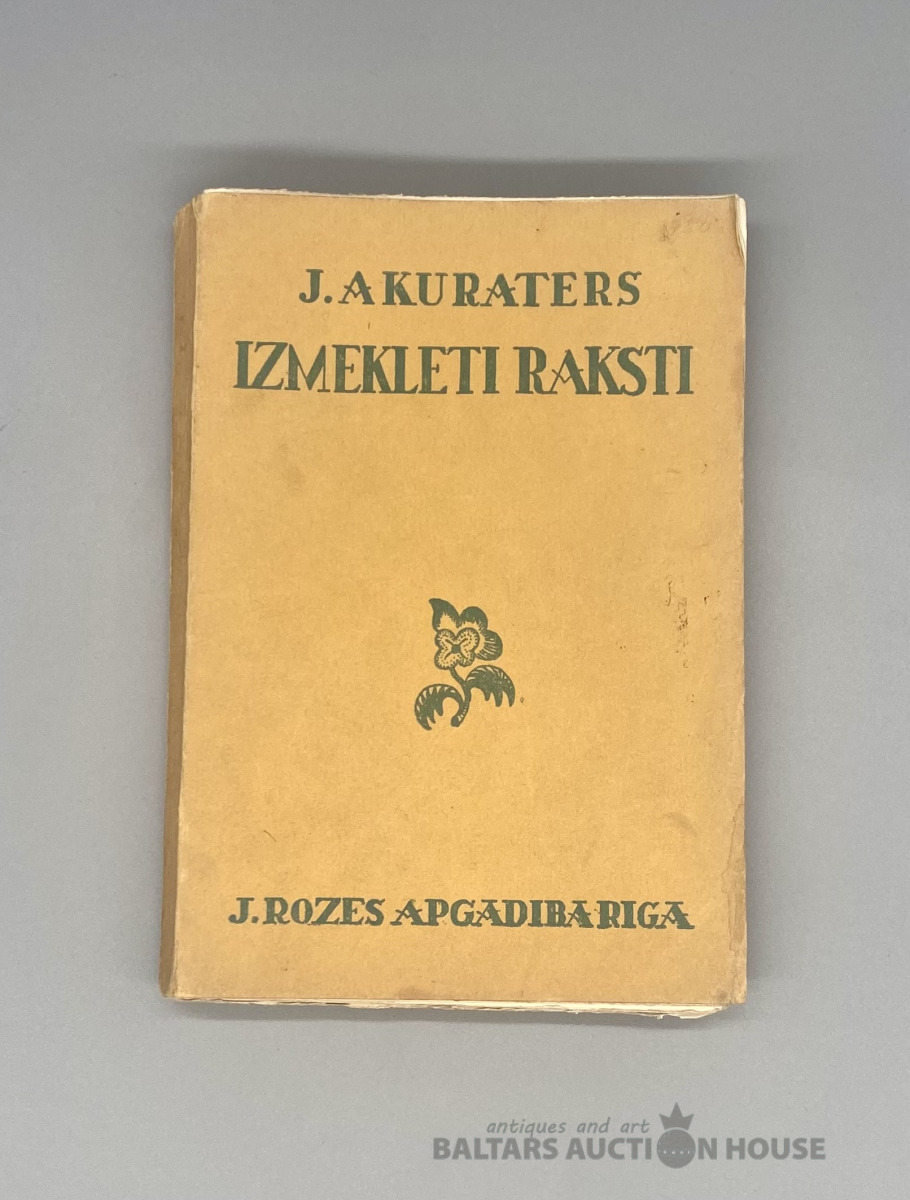 J. AKURATERS
IZMEKLETI RAKSTI
J. ROZES APGADIBA RIGA
antiques and art
BALTARS AUCTION HOUSE